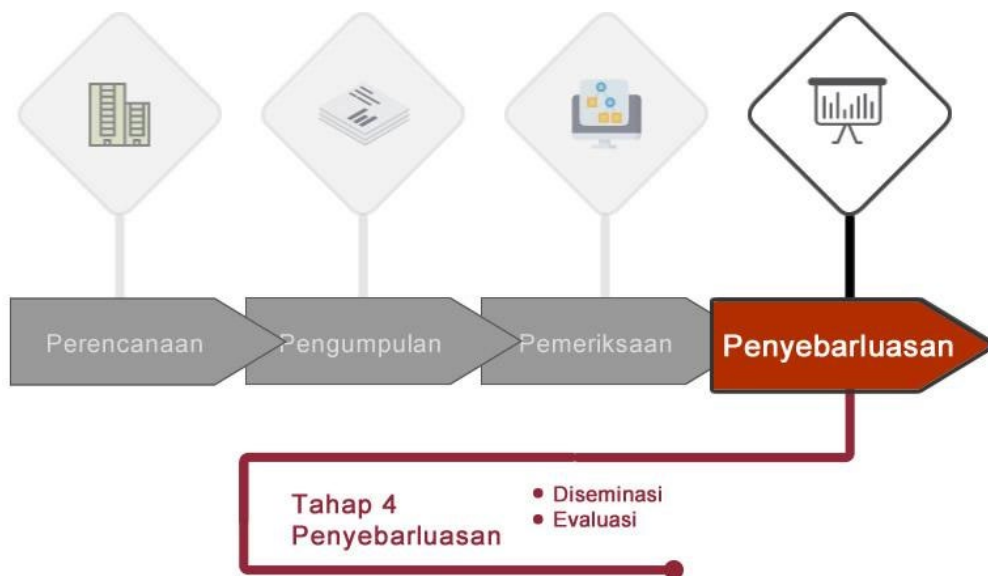 Perencanaan
Pengumpulan
Pemeriksaan
Penyebarluasan
Tahap 4
Penyebarluasan
• Diseminasi
• Evaluasi